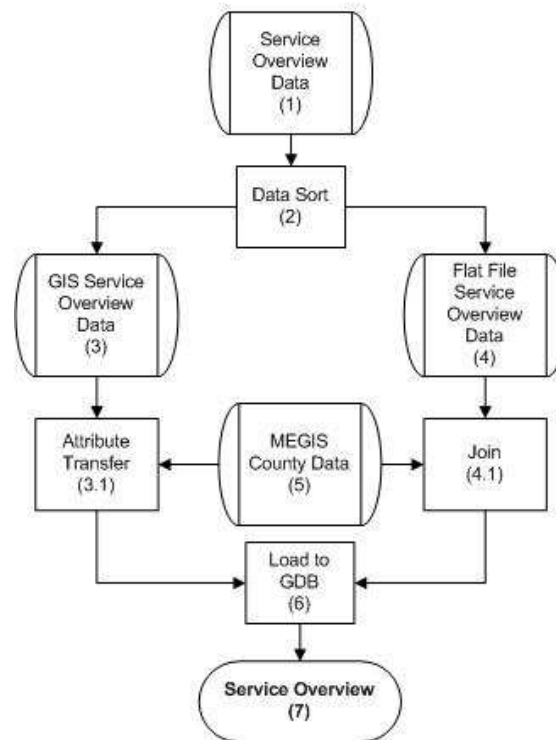 Service
Overview
Data
(1)
Data Sort
(2)
GIS Service
Overview
Data
(3)
Flat File
Service
Overview
Data
(4)
Attribute
Transfer
(3.1)
MEGIS
County Data
(5)
Join
(4.1)
Load to
GDB
(6)
Service Overview
(7)